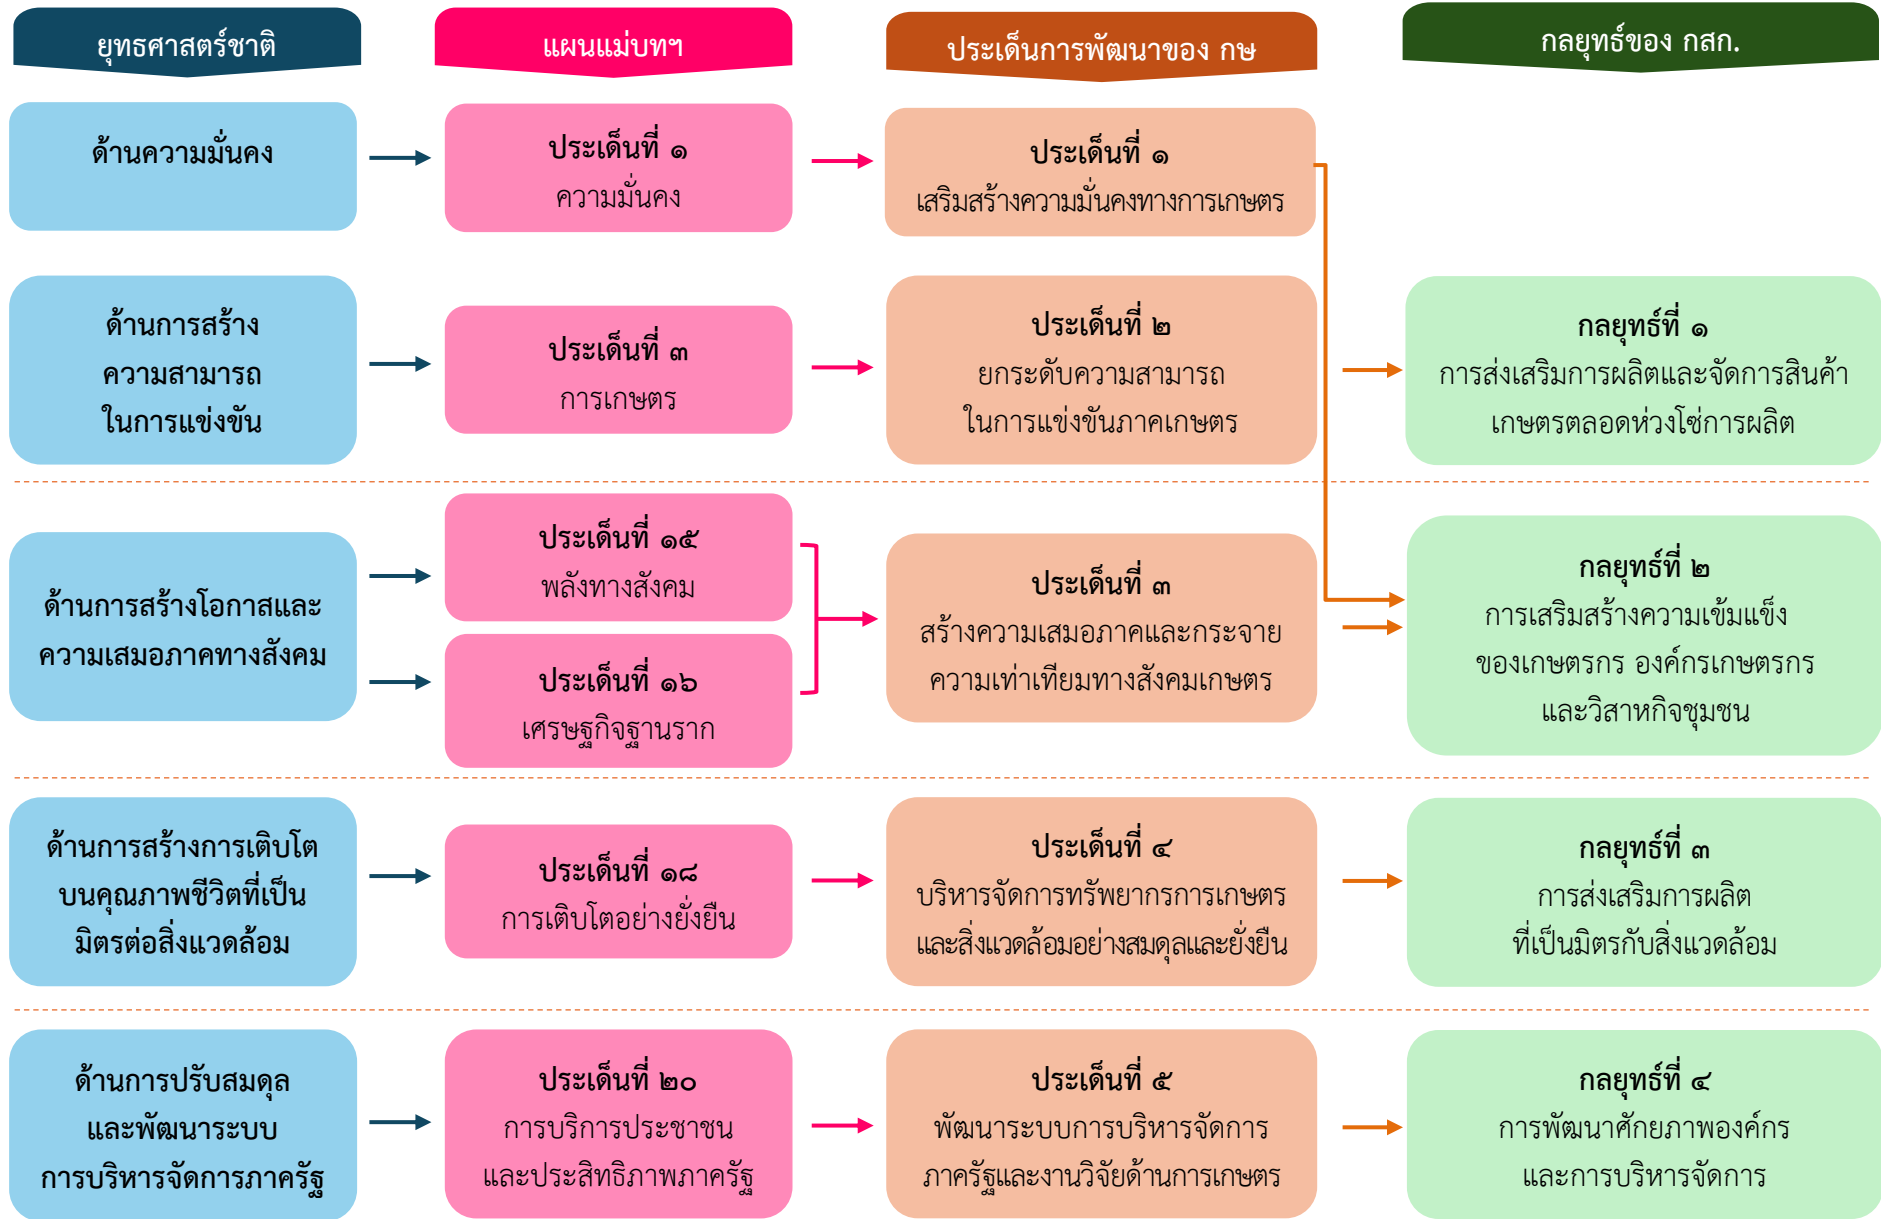 ยุทธศาสตร์ชาติ
แผนแม่บทฯ
ประเด็นการพัฒนาของ กษ
กลยุทธ์ของ กสก.
ด้านความมั่นคง
ประเด็นที่ ๑
ความมั่นคง
ประเด็นที่ ๑
เสริมสร้างความมั่นคงทางการเกษตร
ด้านการสร้าง
ความสามารถ
ในการแข่งขัน
ประเด็นที่ ๓
การเกษตร
ประเด็นที่ ๒
ยกระดับความสามารถ
ในการแข่งขันภาคเกษตร
กลยุทธ์ที่ ๑
การส่งเสริมการผลิตและจัดการสินค้า
เกษตรตลอดห่วงโซ่การผลิต
ด้านการสร้างโอกาสและ
ความเสมอภาคทางสังคม
ประเด็นที่ ๑๕
พลังทางสังคม
ประเด็นที่ ๑๖
เศรษฐกิจฐานราก
ประเด็นที่ ๓
สร้างความเสมอภาคและกระจาย
ความเท่าเทียมทางสังคมเกษตร
กลยุทธ์ที่ ๒
การเสริมสร้างความเข้มแข็ง
ของเกษตรกร องค์กรเกษตรกร
และวิสาหกิจชุมชน
ด้านการสร้างการเติบโต
บนคุณภาพชีวิตที่เป็น
มิตรต่อสิ่งแวดล้อม
ประเด็นที่ ๑๘
การเติบโตอย่างยั่งยืน
ประเด็นที่ ๔
บริหารจัดการทรัพยากรการเกษตร
และสิ่งแวดล้อมอย่างสมดุลและยั่งยืน
กลยุทธ์ที่ ๓
การส่งเสริมการผลิต
ที่เป็นมิตรกับสิ่งแวดล้อม
ด้านการปรับสมดุล
และพัฒนาระบบ
การบริหารจัดการภาครัฐ
ประเด็นที่ ๒๐
การบริการประชาชน
และประสิทธิภาพภาครัฐ
ประเด็นที่ ๕
พัฒนาระบบการบริหารจัดการ
ภาครัฐและงานวิจัยด้านการเกษตร
กลยุทธ์ที่ ๔
การพัฒนาศักยภาพองค์กร
และการบริหารจัดการ